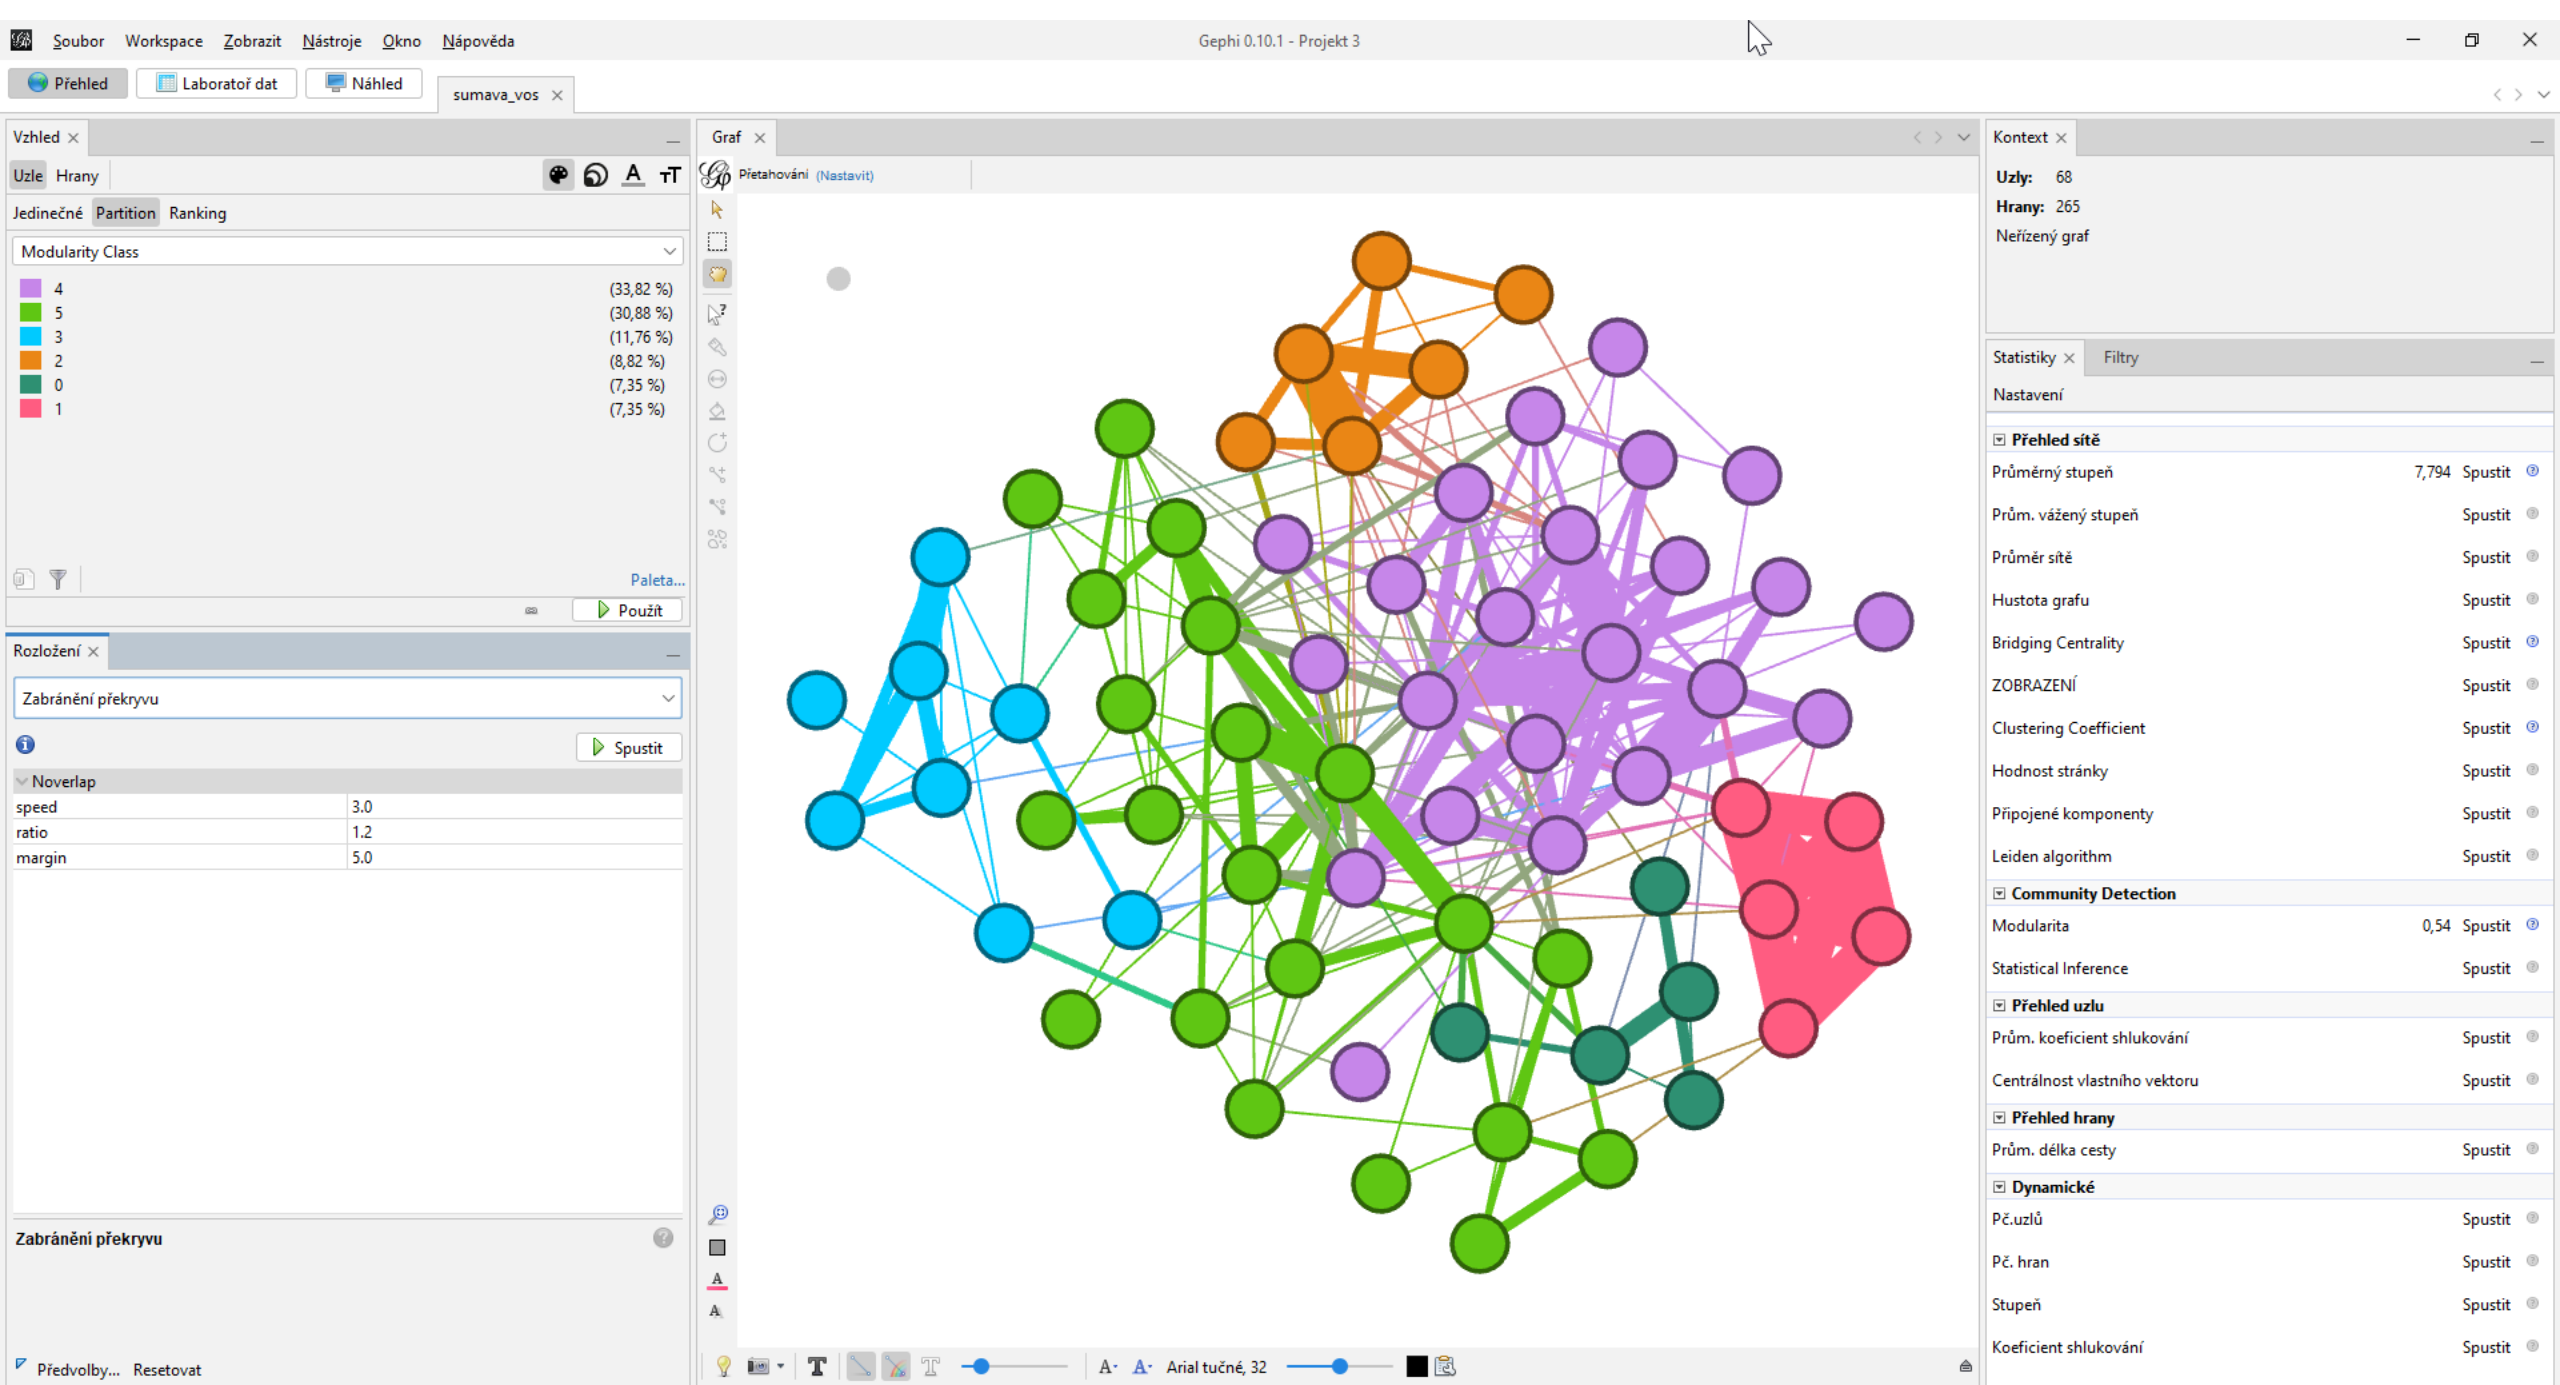 Soubor Workspace Zobrazit Nástroje Okno Nápověda
Gephi 0.10.1 - Projekt 3
Přehled Laboratoř dat Náhled
sumava_vos
Vzhled
Uzle Hrany
Jedinečné Partition Ranking
Modularity Class
4 (33,82 %)
5 (30,88 %)
3 (11,76 %)
2 (8,82 %)
0 (7,35 %)
1 (7,35 %)
Paleta...
Použít
Rozložení
Zabránění překryvu
Spustit
Noverlap
speed 3.0
ratio 1.2
margin 5.0
Zabránění překryvu
Předvolby... Resetovat
Graf
Přetahování (Nastavit)
Arial tučné, 32
Kontext
Uzly: 68
Hrany: 265
Neřízený graf
Statistiky Filtry
Nastavení
Přehled sítě
Průměrný stupeň 7,794 Spustit
Prům. vážený stupeň Spustit
Průměr sítě Spustit
Hustota grafu Spustit
Bridging Centrality Spustit
ZOBRAZENÍ Spustit
Clustering Coefficient Spustit
Hodnost stránky Spustit
Připojené komponenty Spustit
Leiden algorithm Spustit
Community Detection
Modularita 0,54 Spustit
Statistical Inference Spustit
Přehled uzlu
Prům. koeficient shlukování Spustit
Centrálnost vlastního vektoru Spustit
Přehled hrany
Prům. délka cesty Spustit
Dynamické
Pč.uzlů Spustit
Pč. hran Spustit
Stupeň Spustit
Koeficient shlukování Spustit